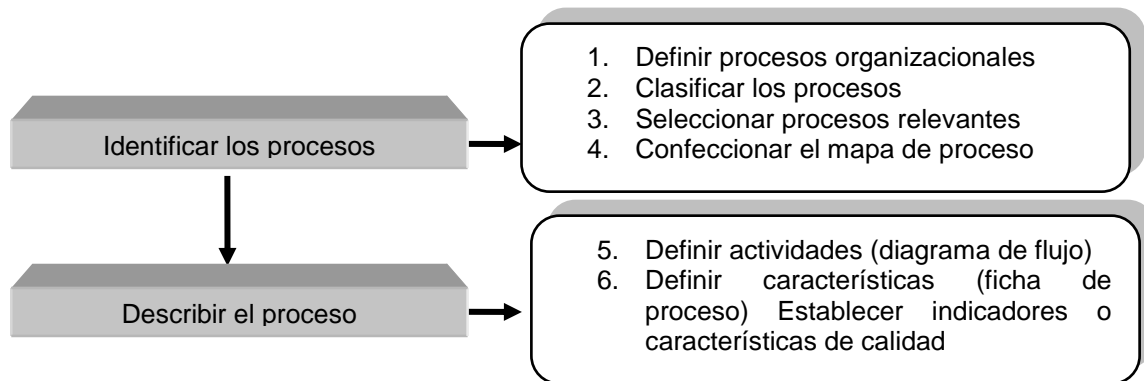 Identificar los procesos
1. Definir procesos organizacionales
2. Clasificar los procesos
3. Seleccionar procesos relevantes
4. Confeccionar el mapa de proceso
Describir el proceso
5. Definir actividades (diagrama de flujo)
6. Definir característícas (ficha de
proceso) Establecer indicadores o
características de calidad